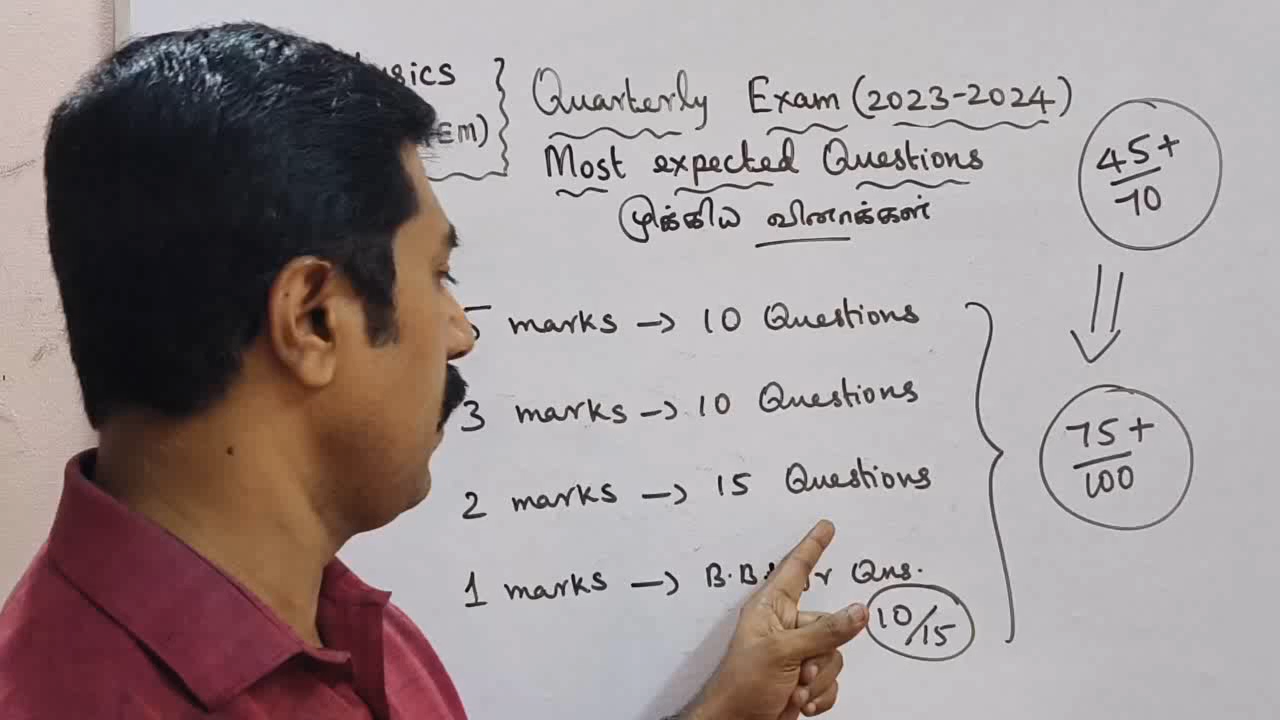 Quarterly Exam (2023-2024)
Most expected Questions
முக்கிய வினாக்கள்
45+
70
5 marks → 10 Questions
3 marks → 10 Questions
2 marks → 15 Questions
1 marks → B.B. Qns.
10/15
75+
100